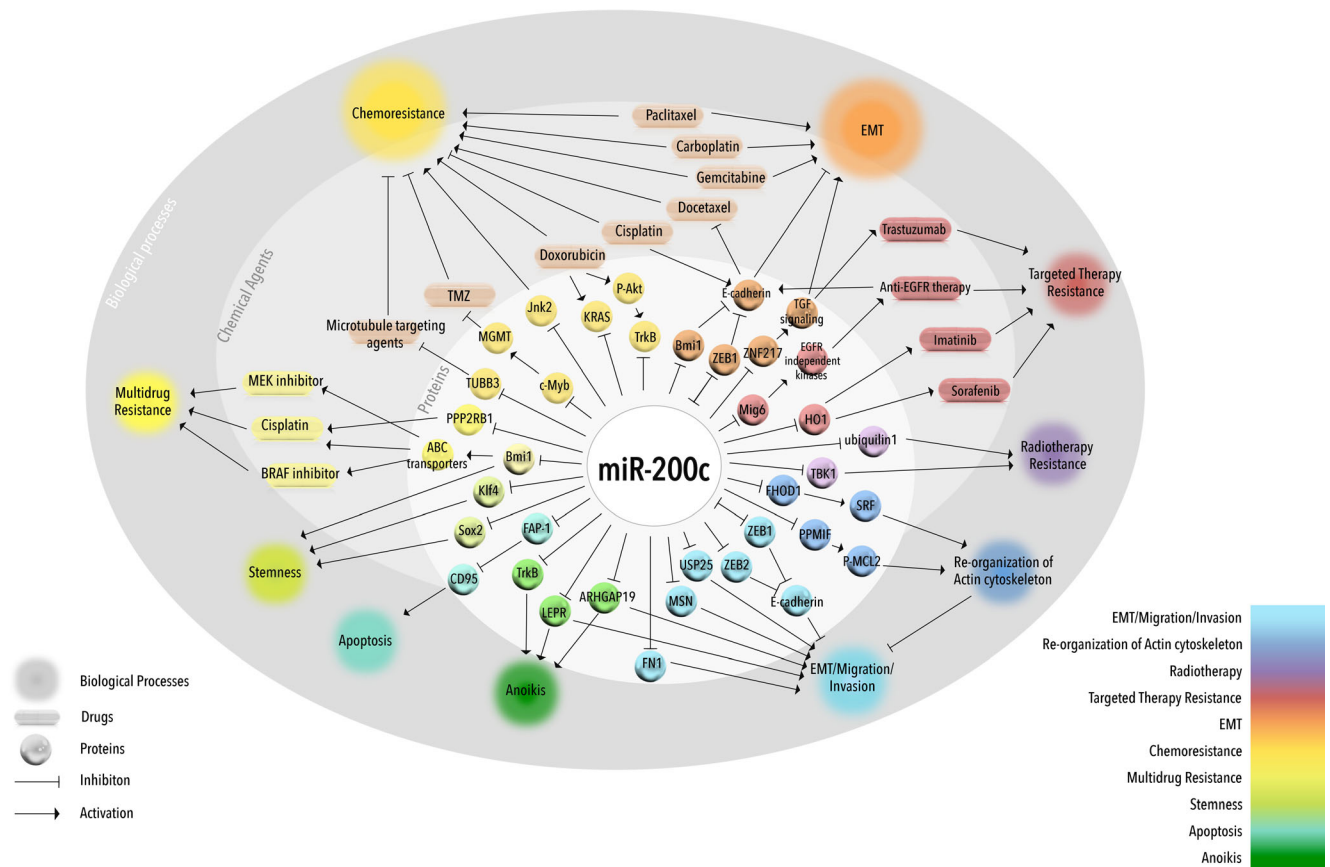 Chemoresistance
Paclitaxel
EMT
Carboplatin
Gemcitabine
Docetaxel
Cisplatin
Doxorubicin
Trastuzumab
Biological processes
Chemical Agents
Proteins
Targeted Therapy
Resistance
Anti-EGFR therapy
P-Akt
E-cadherin
TMZ
Jnk2
KRAS
TGF
signaling
Microtubule targeting
agents
MGMT
TrkB
Bmi1
ZEB1
ZNF217
EGFR
independent
kinases
Imatinib
Multidrug
Resistance
MEK inhibitor
TUBB3
c-Myb
Mig6
HO1
Sorafenib
Cisplatin
PPP2RB1
ubiquilin1
Radiotherapy
Resistance
BRAF inhibitor
ABC
transporters
Bmi1
miR-200c
TBK1
Klf4
FHOD1
SRF
Sox2
FAP-1
ZEB1
PPMIF
Stemness
CD95
TrkB
USP25
ZEB2
P-MCL2
Re-organization of
Actin cytoskeleton
LEPR
ARHGAP19
MSN
E-cadherin
Apoptosis
FN1
Anoikis
EMT/Migration/
Invasion
Biological Processes
Drugs
Proteins
Inhibiton
Activation
EMT/Migration/Invasion
Re-organization of Actin cytoskeleton
Radiotherapy
Targeted Therapy Resistance
EMT
Chemoresistance
Multidrug Resistance
Stemness
Apoptosis
Anoikis